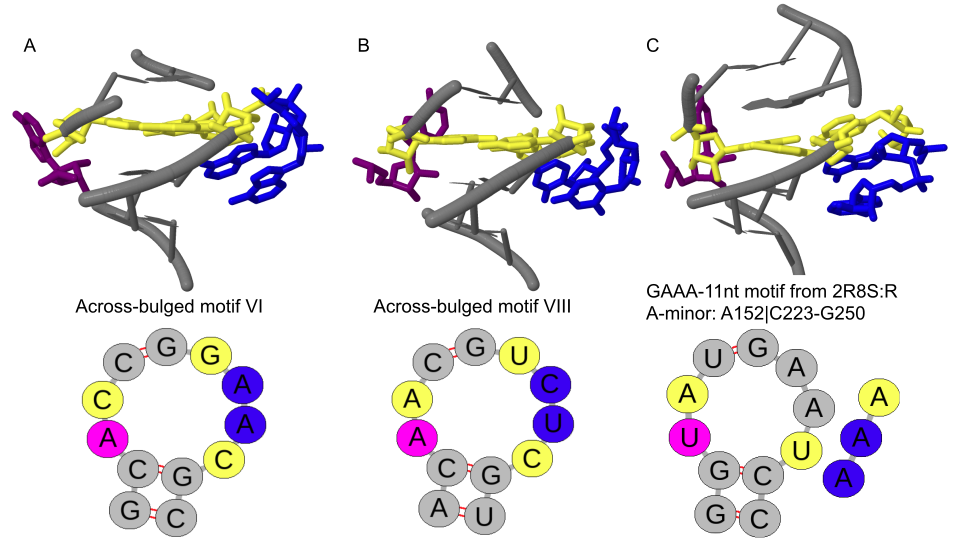 A
B
C
Across-bulged motif VI
Across-bulged motif VIII
GAAA-11nt motif from 2R8S:R
A-minor: A152|C223-G250
C G G
C A
A A
C G C
G C
C G U
A C
A U
C G C
A U
U G A
A A A
U U A
G C A
G C